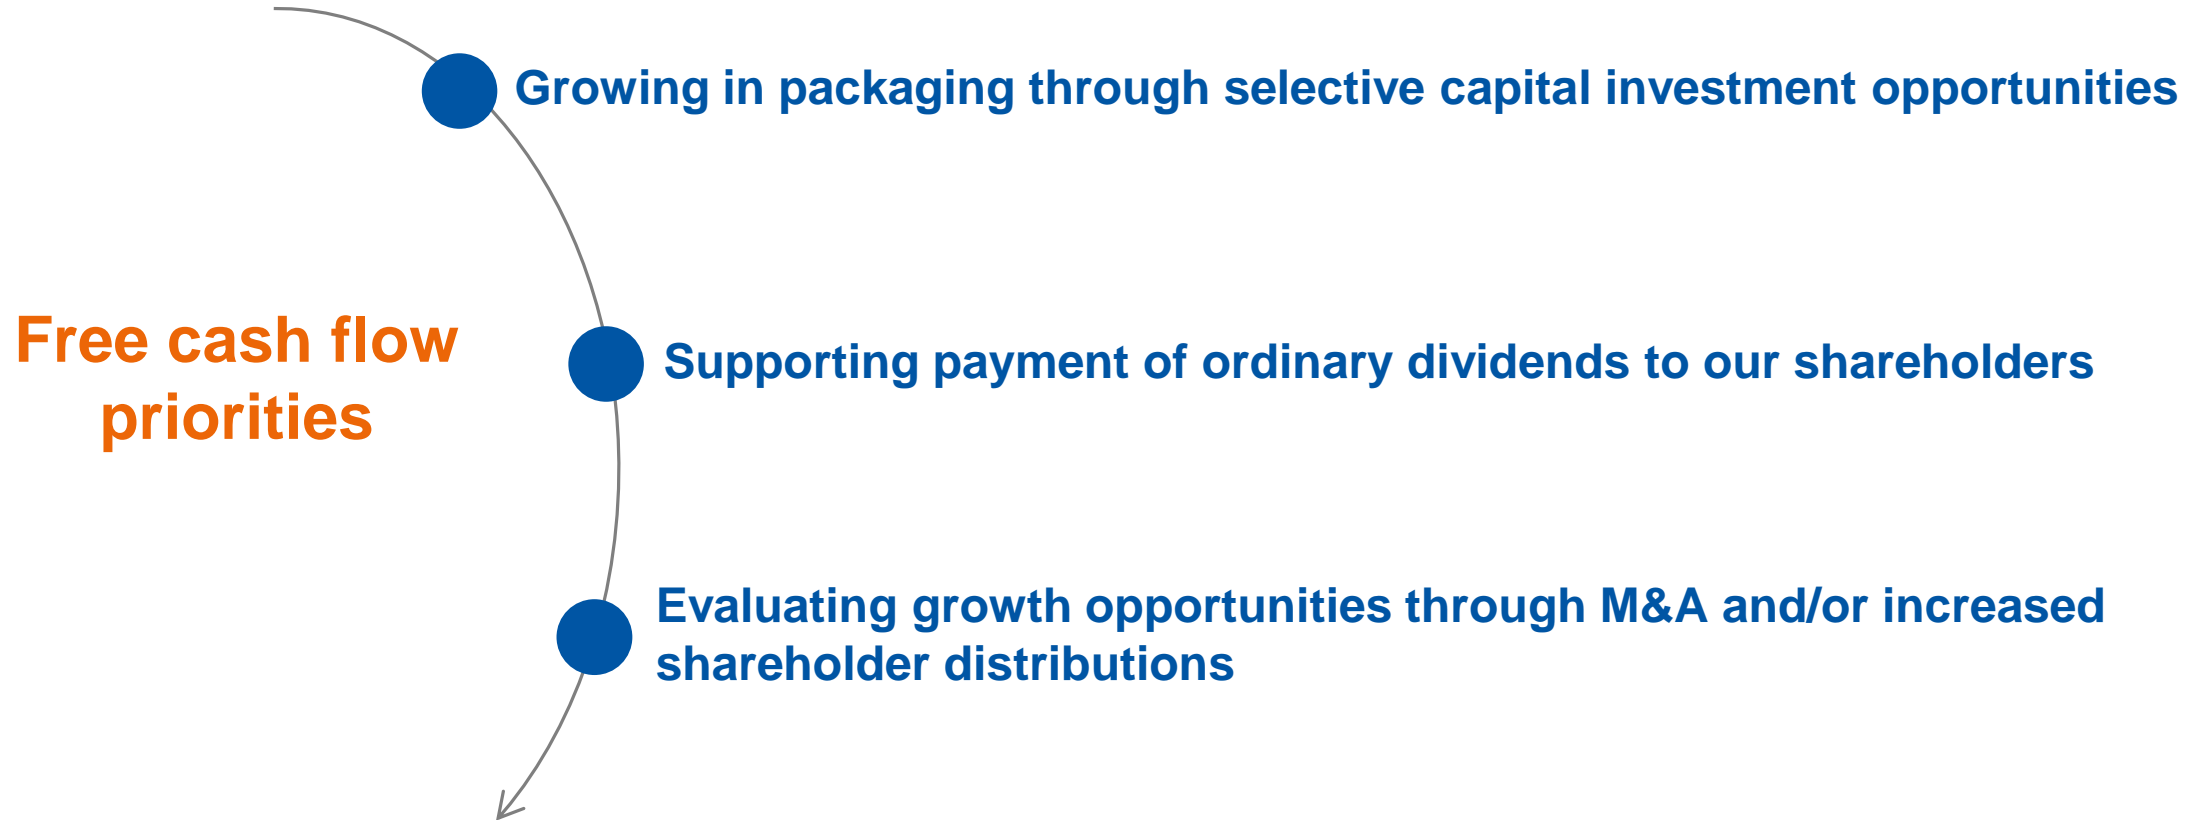 Growing in packaging through selective capital investment opportunities
Free cash flow
priorities
Supporting payment of ordinary dividends to our shareholders
Evaluating growth opportunities through M&A and/or increased
shareholder distributions